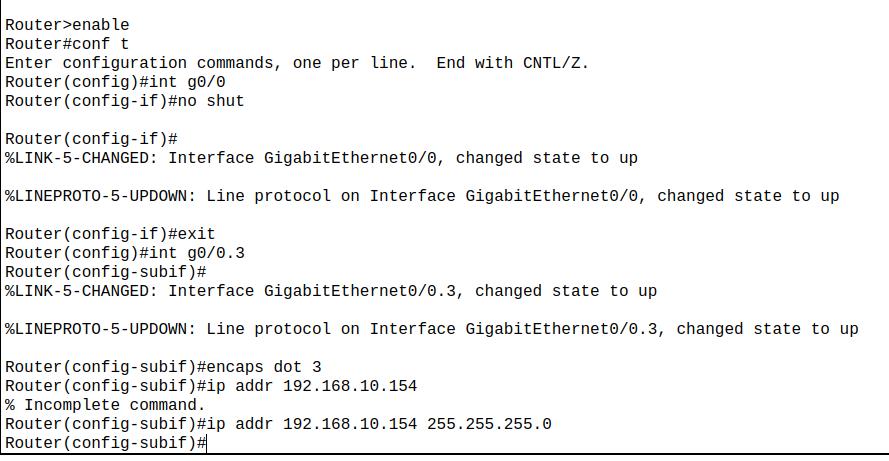 Router>enable
Router#conf t
Enter configuration commands, one per line.  End with CNTL/Z.
Router(config)#int g0/0
Router(config-if)#no shut
Router(config-if)#
%LINK-5-CHANGED: Interface GigabitEthernet0/0, changed state to up
%LINEPROTO-5-UPDOWN: Line protocol on Interface GigabitEthernet0/0, changed state to up
Router(config-if)#exit
Router(config)#int g0/0.3
Router(config-subif)#
%LINK-5-CHANGED: Interface GigabitEthernet0/0.3, changed state to up
%LINEPROTO-5-UPDOWN: Line protocol on Interface GigabitEthernet0/0.3, changed state to up
Router(config-subif)#encaps dot 3
Router(config-subif)#ip addr 192.168.10.154
% Incomplete command.
Router(config-subif)#ip addr 192.168.10.154 255.255.255.0
Router(config-subif)#